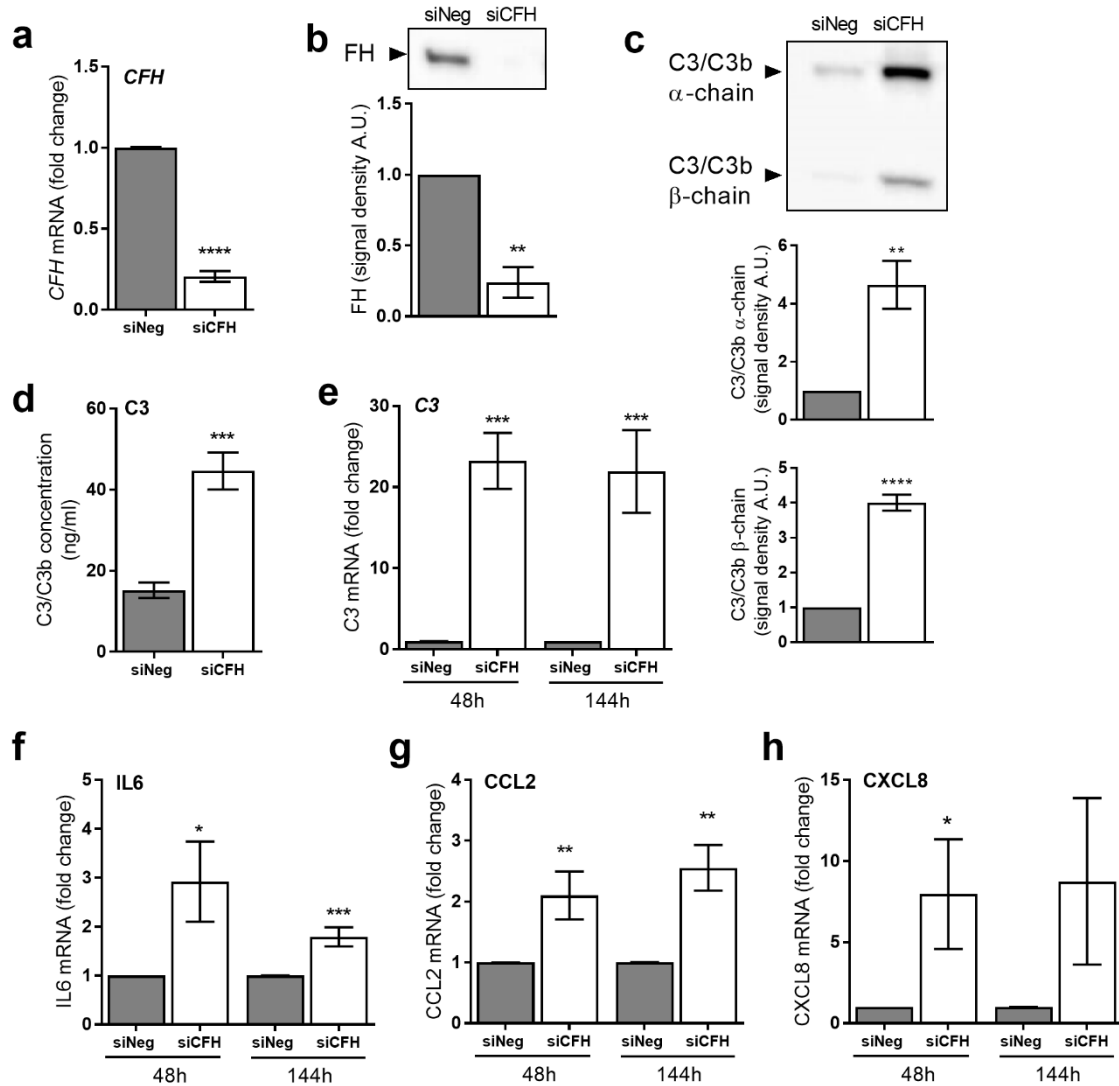 a
CFH
CFH mRNA (fold change)
1.5
1.0
0.5
0.0
****
siNeg siCFH
b
siNeg siCFH
FH
FH (signal density A.U.)
1.5
1.0
0.5
0.0
**
siNeg siCFH
c
siNeg siCFH
C3/C3b
α-chain
C3/C3b
β-chain
C3/C3b α-chain
(signal density A.U.)
6
4
2
0
**
C3/C3b β-chain
(signal density A.U.)
5
4
3
2
1
0
****
d
C3
C3/C3b concentration
(ng/ml)
60
40
20
0
***
siNeg siCFH
e
C3
C3 mRNA (fold change)
30
20
10
0
*** ***
siNeg siCFH siNeg siCFH
48h 144h
f
IL6
IL6 mRNA (fold change)
5
4
3
2
1
0
*
***
siNeg siCFH siNeg siCFH
48h 144h
g
CCL2
CCL2 mRNA (fold change)
4
3
2
1
0
**
**
siNeg siCFH siNeg siCFH
48h 144h
h
CXCL8
CXCL8 mRNA (fold change)
15
10
5
0
*
siNeg siCFH siNeg siCFH
48h 144h